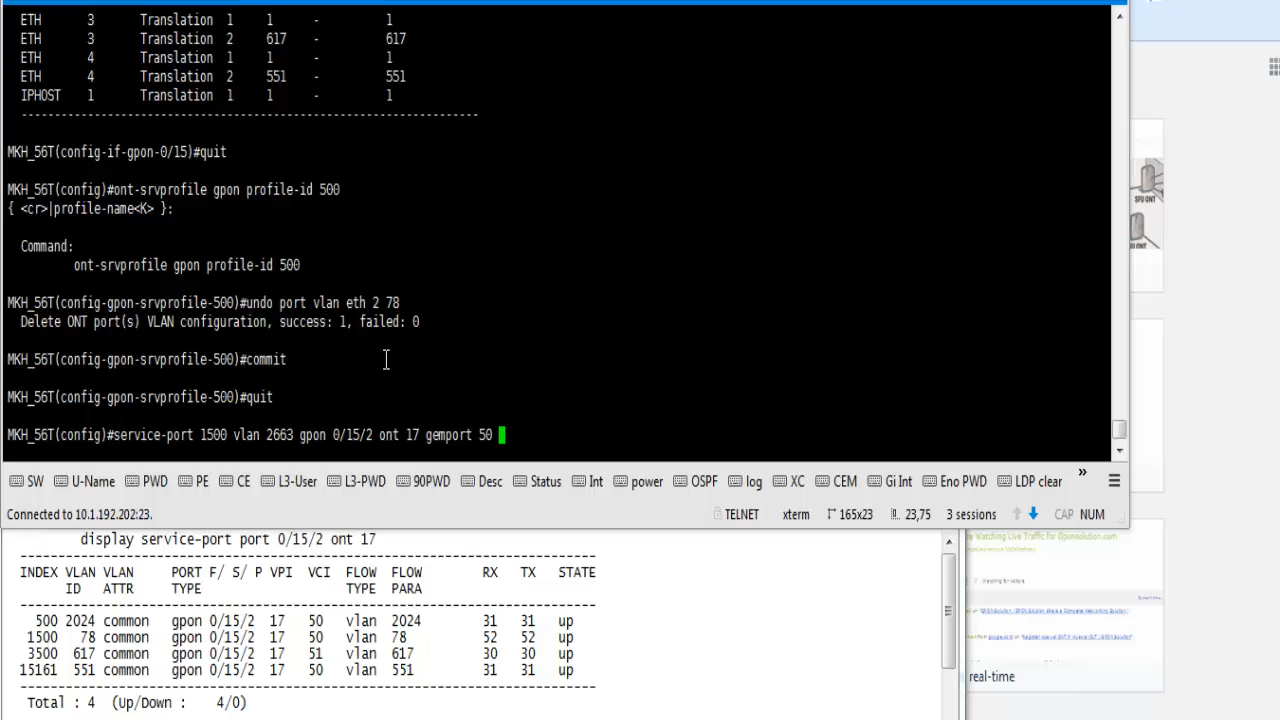 ETH 3 Translation 1 1 - 1
ETH 3 Translation 2 617 - 617
ETH 4 Translation 1 1 - 1
ETH 4 Translation 2 551 - 551
IPHOST 1 Translation 1 1 - 1
---------------------------------------------------------------------
MKH_56T(config-if-gpon-0/15)#quit
MKH_56T(config)#ont-srvprofile gpon profile-id 500
{ <cr>|profile-name<K> }:
Command:
ont-srvprofile gpon profile-id 500
MKH_56T(config-gpon-srvprofile-500)#undo port vlan eth 2 78
Delete ONT port(s) VLAN configuration, success: 1, failed: 0
MKH_56T(config-gpon-srvprofile-500)#commit
MKH_56T(config-gpon-srvprofile-500)#quit
MKH_56T(config)#service-port 1500 vlan 2663 gpon 0/15/2 ont 17 gemport 50
SW U-Name PWD PE CE L3-User L3-PWD 90PWD Desc Status Int power OSPF log XC CEM Gi Int Eno PWD LDP clear »
Connected to 10.1.192.202:23. TELNET xterm 165x23 23,75 3 sessions CAP NUM
display service-port port 0/15/2 ont 17
-----------------------------------------------------------------------------
INDEX VLAN VLAN PORT F/ S/ P VPI VCI FLOW FLOW RX TX STATE
ID ATTR TYPE TYPE PARA
-----------------------------------------------------------------------------
500 2024 common gpon 0/15/2 17 50 vlan 2024 31 31 up
1500 78 common gpon 0/15/2 17 50 vlan 78 52 52 up
3500 617 common gpon 0/15/2 17 51 vlan 617 30 30 up
15161 551 common gpon 0/15/2 17 50 vlan 551 31 31 up
-----------------------------------------------------------------------------
Total : 4 (Up/Down : 4/0)
SFU ONT
U ONT
Watching Live Traffic for Gponsolution.com
real-time